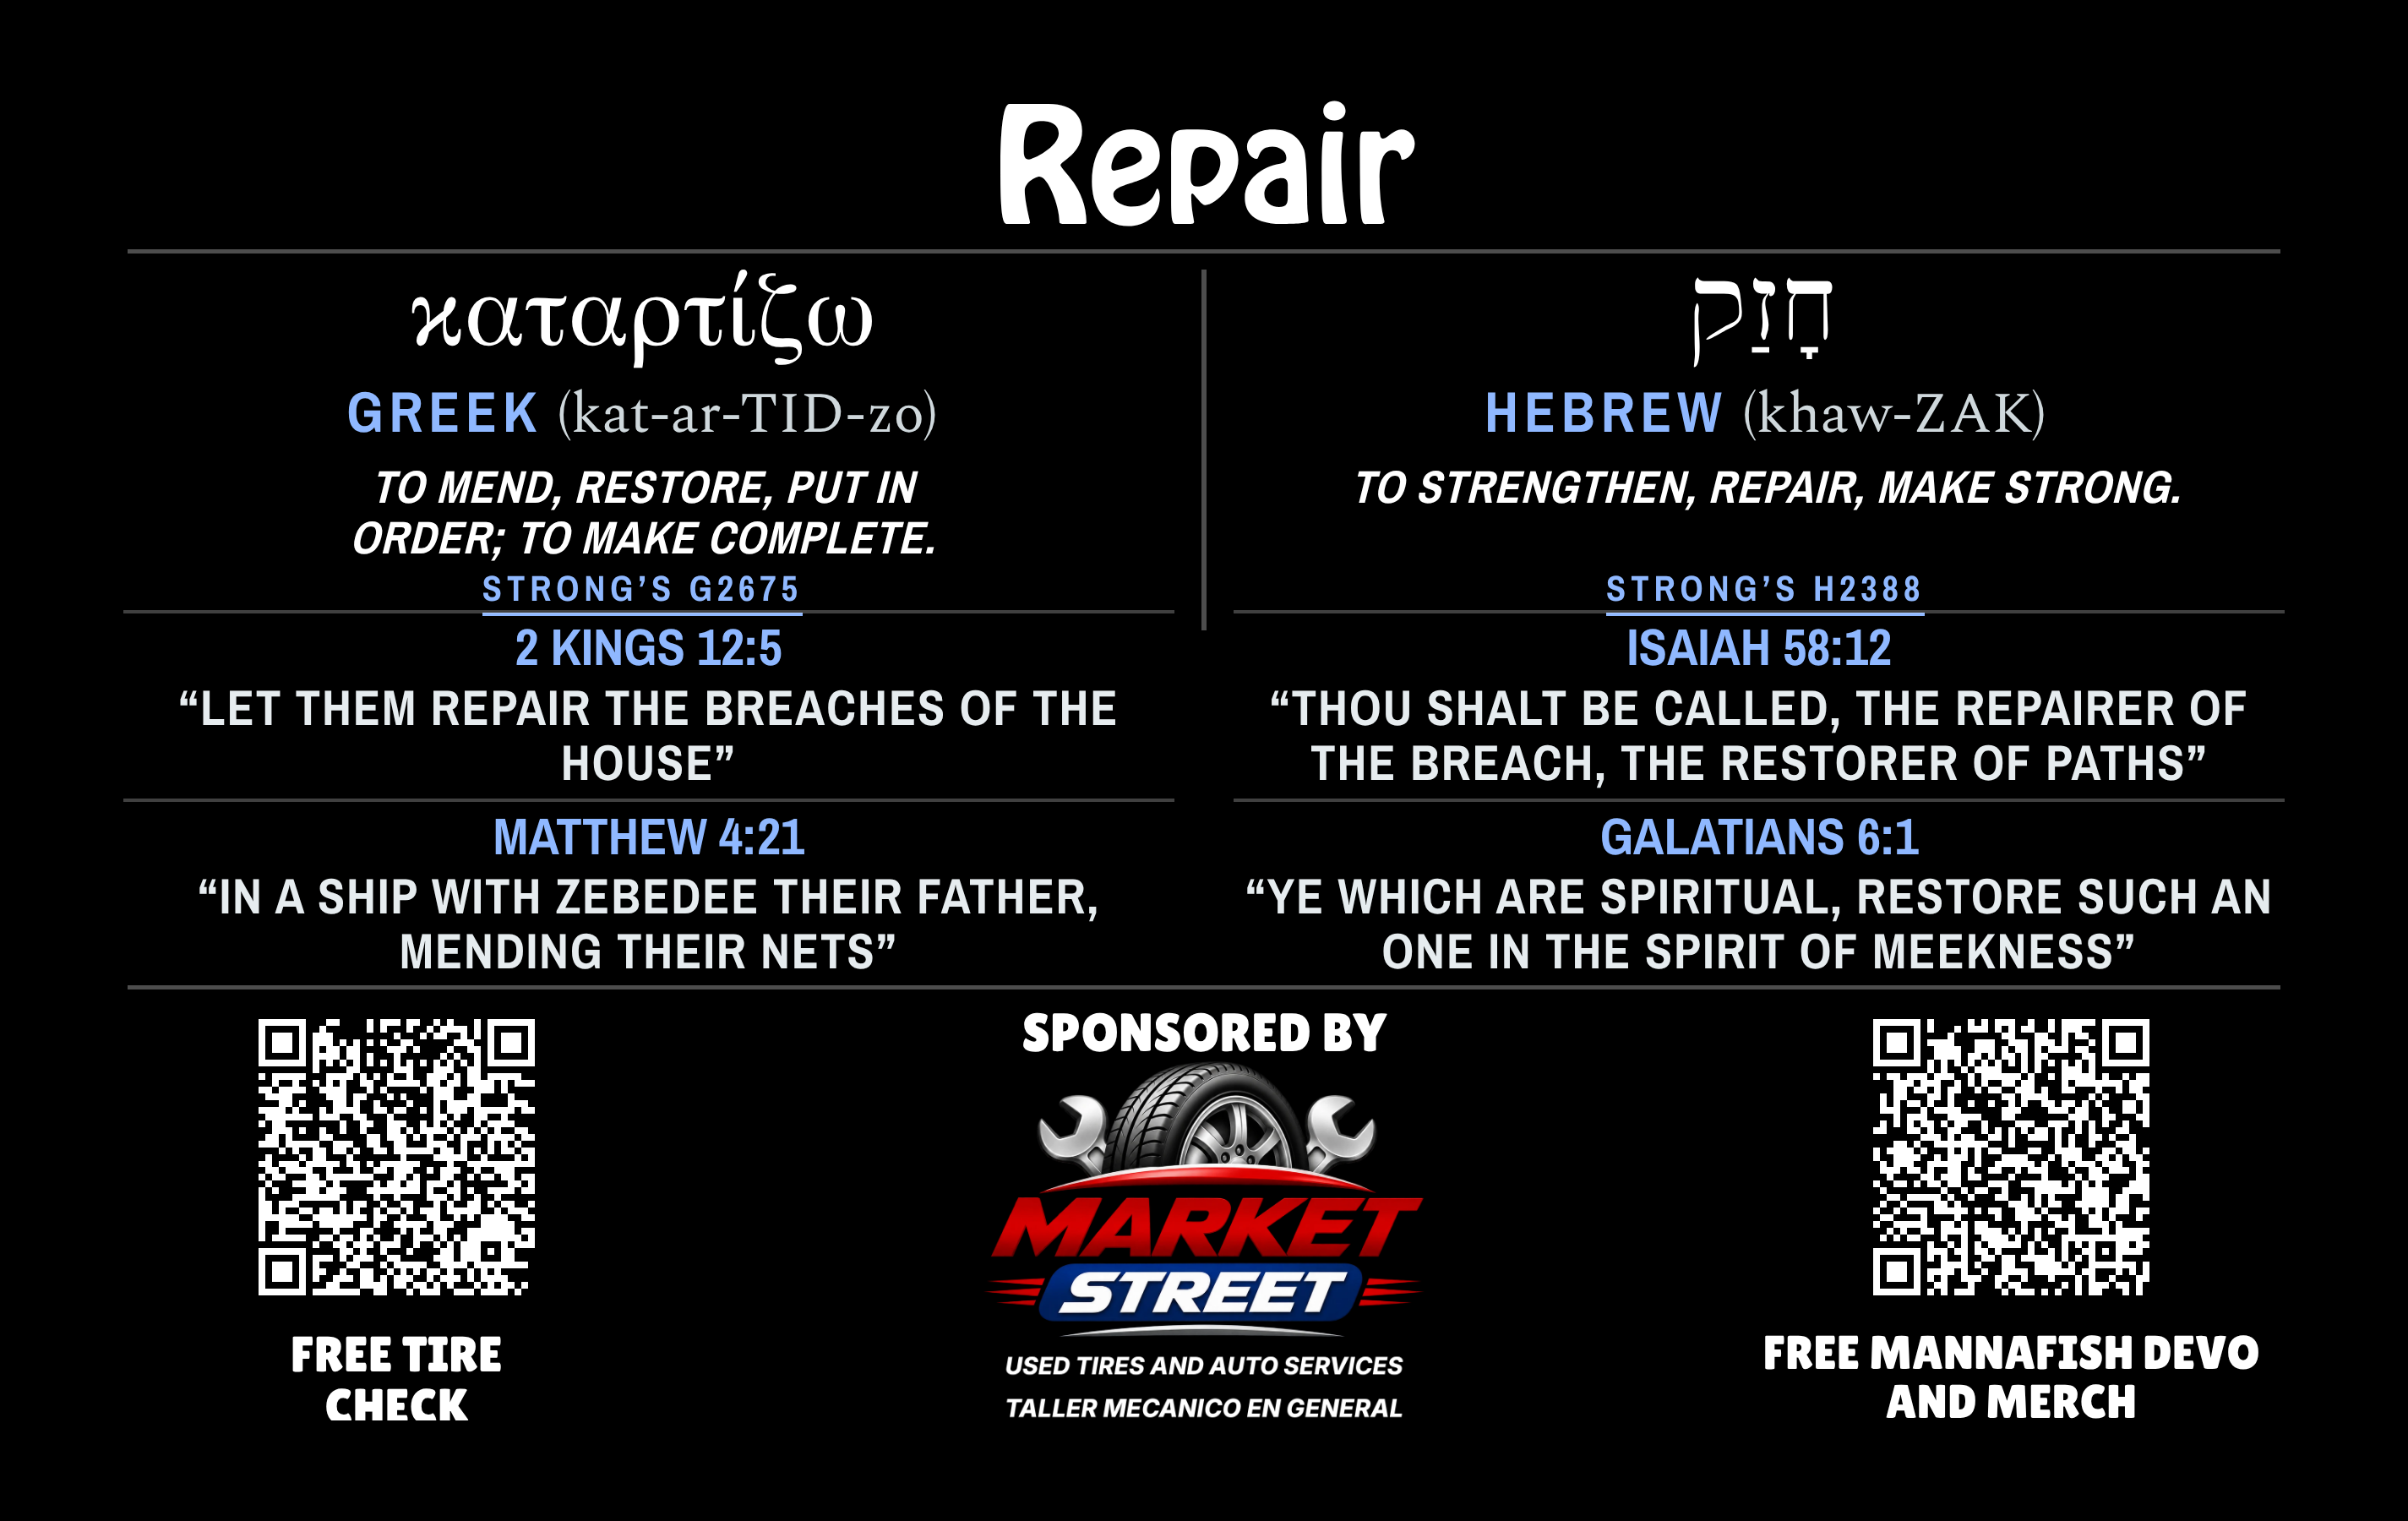 Repair
καταρτίζω
GREEK (kat-ar-TID-zo)
TO MEND, RESTORE, PUT IN
ORDER; TO MAKE COMPLETE.
STRONG’S G2675
חָזַק
HEBREW (khaw-ZAK)
TO STRENGTHEN, REPAIR, MAKE STRONG.
STRONG’S H2388
2 KINGS 12:5
“LET THEM REPAIR THE BREACHES OF THE
HOUSE”
ISAIAH 58:12
“THOU SHALT BE CALLED, THE REPAIRER OF
THE BREACH, THE RESTORER OF PATHS”
MATTHEW 4:21
“IN A SHIP WITH ZEBEDEE THEIR FATHER,
MENDING THEIR NETS”
GALATIANS 6:1
“YE WHICH ARE SPIRITUAL, RESTORE SUCH AN
ONE IN THE SPIRIT OF MEEKNESS”
FREE TIRE
CHECK
SPONSORED BY
MARKET
STREET
USED TIRES AND AUTO SERVICES
TALLER MECANICO EN GENERAL
FREE MANNAFISH DEVO
AND MERCH